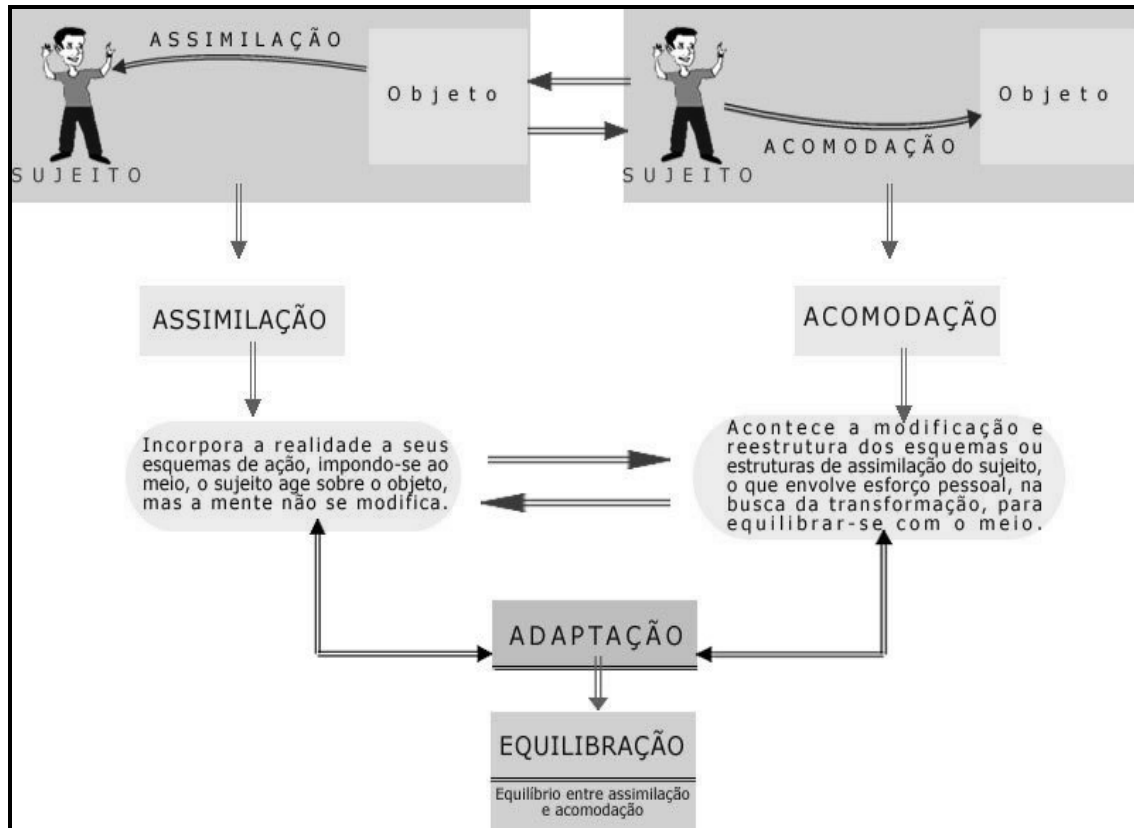 ASSIMILAÇÃO
Objeto
SUJEITO
Objeto
ACOMODAÇÃO
SUJEITO
ASSIMILAÇÃO
ACOMODAÇÃO
Incorpora a realidade a seus
esquemas de ação, impondo-se ao
meio, o sujeito age sobre o objeto,
mas a mente não se modifica.
Acontece a modificação e
reestrutura dos esquemas ou
estruturas de assimilação do sujeito,
o que envolve esforço pessoal, na
busca da transformação, para
equilibrar-se com o meio.
ADAPTAÇÃO
EQUILIBRAÇÃO
Equilíbrio entre assimilação
e acomodação